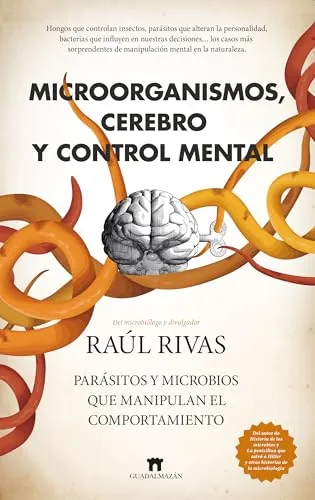 Hongos que controlan insectos, parásitos que alteran la personalidad,
bacterias que influyen en nuestras decisiones... los casos más
sorprendentes de manipulación mental en la naturaleza.
MICROORGANISMOS,
CEREBRO
Y CONTROL MENTAL
Del microbiólogo y divulgador
RAÚL RIVAS
PARÁSITOS Y MICROBIOS
QUE MANIPULAN EL
COMPORTAMIENTO
Del autor de
Historia de los
microbios y
La penicilina que
salvó a Hitler
y otras historias de
la microbiología
GUADALMAZÁN